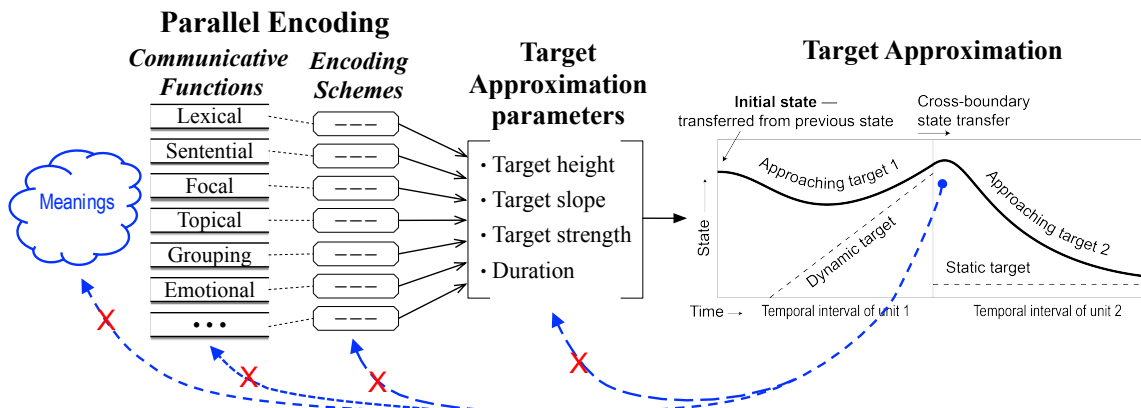 Parallel Encoding
Communicative
Functions
Encoding
Schemes
Lexical
Sentential
Focal
Topical
Grouping
Emotional
• • •
Meanings
– – –
– – –
– – –
– – –
– – –
– – –
– – –
Target
Approximation
parameters
· Target height
· Target slope
· Target strength
· Duration
Target Approximation
Initial state —
transferred from previous state
Cross-boundary
state transfer
State
Approaching target 1
Dynamic target
Approaching target 2
Static target
Time
Temporal interval of unit 1
Temporal interval of unit 2
X
X
X
X